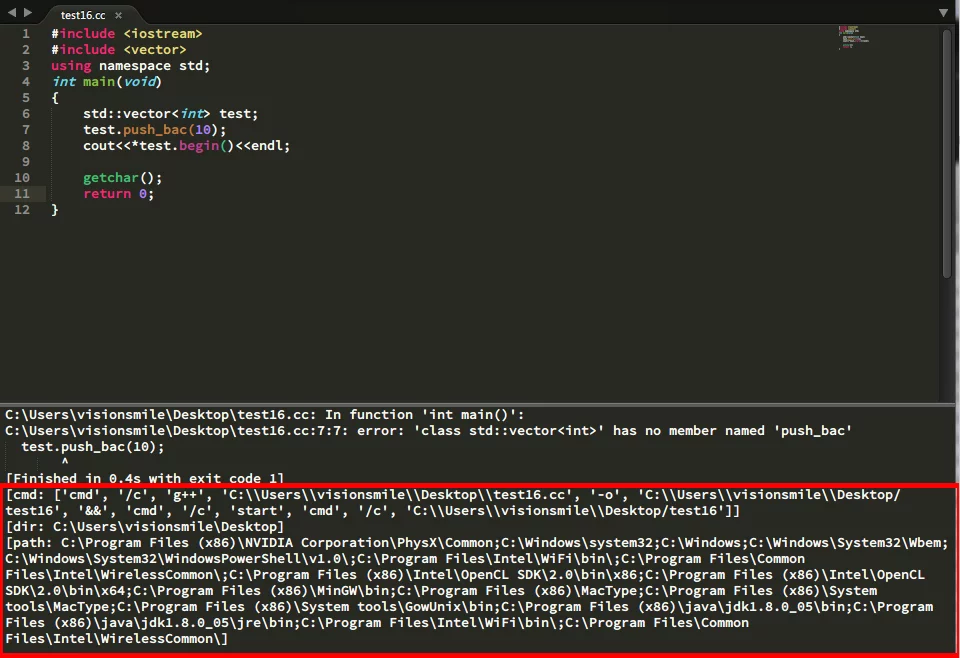 test16.cc ×
1 #include <iostream>
2 #include <vector>
3 using namespace std;
4 int main(void)
5 {
6     std::vector<int> test;
7     test.push_bac(10);
8     cout<<*test.begin()<<endl;
9
10     getchar();
11     return 0;
12 }
C:\Users\visionsmile\Desktop\test16.cc: In function 'int main()':
C:\Users\visionsmile\Desktop\test16.cc:7:7: error: 'class std::vector<int>' has no member named 'push_bac'
  test.push_bac(10);
       ^
[Finished in 0.4s with exit code 1]
[cmd: ['cmd', '/c', 'g++', 'C:\\Users\\visionsmile\\Desktop\\test16.cc', '-o', 'C:\\Users\\visionsmile\\Desktop/
test16', '&&', 'cmd', '/c', 'start', 'cmd', '/c', 'C:\\Users\\visionsmile\\Desktop/test16']]
[dir: C:\Users\visionsmile\Desktop]
[path: C:\Program Files (x86)\NVIDIA Corporation\PhysX\Common;C:\Windows\system32;C:\Windows;C:\Windows\System32\Wbem;
C:\Windows\System32\WindowsPowerShell\v1.0\;C:\Program Files\Intel\WiFi\bin\;C:\Program Files\Common
Files\Intel\WirelessCommon\;C:\Program Files (x86)\Intel\OpenCL SDK\2.0\bin\x86;C:\Program Files (x86)\Intel\OpenCL
SDK\2.0\bin\x64;C:\Program Files (x86)\MinGW\bin;C:\Program Files (x86)\MacType;C:\Program Files (x86)\System
tools\MacType;C:\Program Files (x86)\System tools\GowUnix\bin;C:\Program Files (x86)\java\jdk1.8.0_05\bin;C:\Program
Files (x86)\java\jdk1.8.0_05\jre\bin;C:\Program Files\Intel\WiFi\bin\;C:\Program Files\Common
Files\Intel\WirelessCommon\]